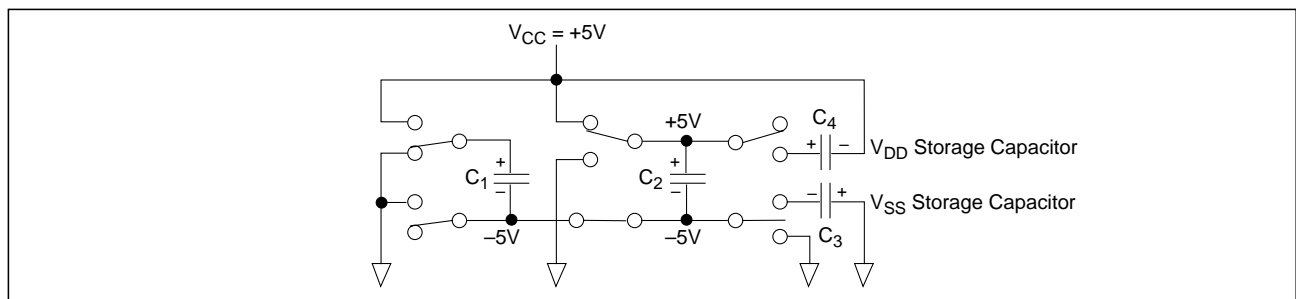 V_CC = +5V
+5V
C_4
+
–
V_DD Storage Capacitor
+
C_1
–
+
C_2
–
–
+
V_SS Storage Capacitor
–5V
–5V
C_3